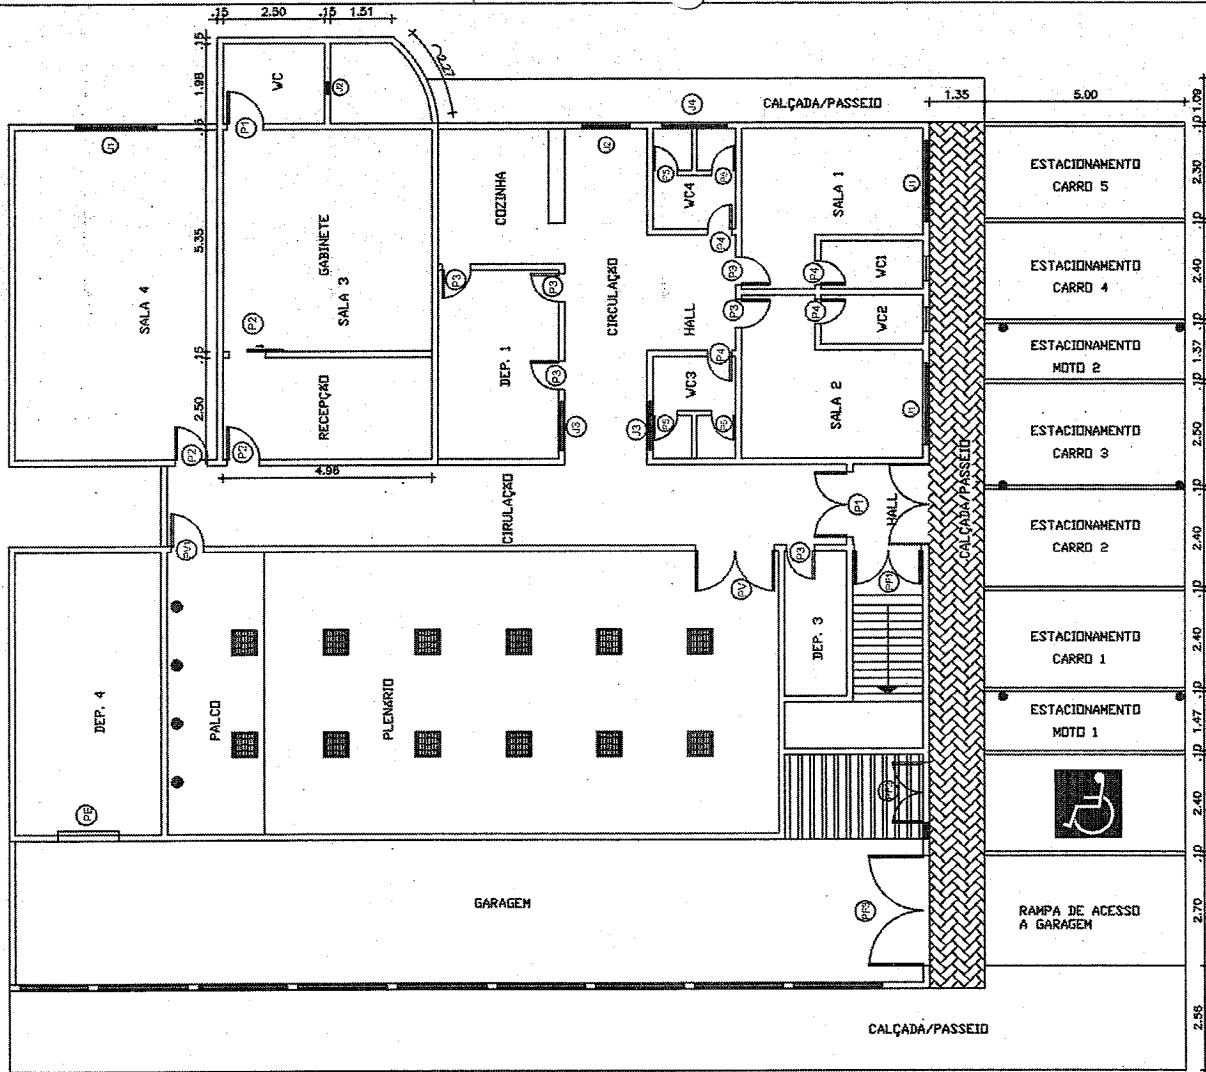 .15 2.50 .15 1.51
2.27
.15
1.98
.15
5.35
.15
2.50
4.96
WC
J2
P1
J1
SALA 4
GABINETE
SALA 3
P2
RECEPÇÃO
P2
P2
COZINHA
P3
P3
DEP. 1
P3
J3
J2
J4
CALÇADA/PASSEIO
1.35
5.00
CIRCULAÇÃO
HALL
P5
P6
WC4
P4
P3
P3
P4
WC3
P5
P6
J3
SALA 1
J1
WC1
P4
P4
WC2
SALA 2
J1
CIRULAÇÃO
PV1
P1
HALL
P3
PF1
PV
DEP. 3
CALÇADA/PASSEIO
DEP. 4
PE
PALCO
PLENÁRIO
GARAGEM
CALÇADA/PASSEIO
ESTACIONAMENTO
CARRO 5
ESTACIONAMENTO
CARRO 4
ESTACIONAMENTO
MOTO 2
ESTACIONAMENTO
CARRO 3
ESTACIONAMENTO
CARRO 2
ESTACIONAMENTO
CARRO 1
ESTACIONAMENTO
MOTO 1
RAMPA DE ACESSO
A GARAGEM
1.09
.10
2.30
.10
2.40
.10
1.37
.10
2.50
.10
2.40
.10
2.40
.10
1.47
.10
2.40
.10
2.70
2.58